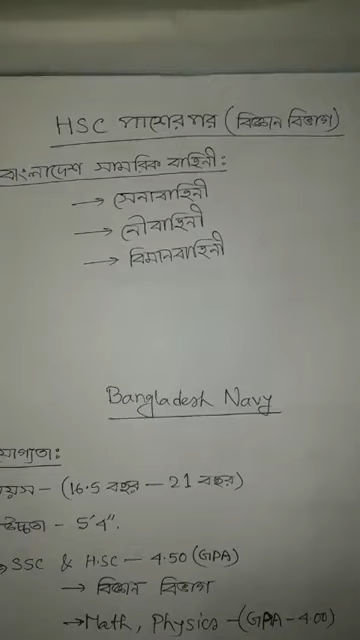 HSC পাশের পর (বিজ্ঞান বিভাগ)
বাংলাদেশ সামরিক বাহিনী:
→ সেনাবাহিনী
→ নৌবাহিনী
→ বিমানবাহিনী
Bangladesh Navy
যোগ্যতা:
বয়স – (16.5 বছর – 21 বছর)
উচ্চতা – 5'4".
→ SSC & HSC – 4.50 (GPA)
→ বিজ্ঞান বিভাগ
→ Math, Physics – (GPA – 4.00)